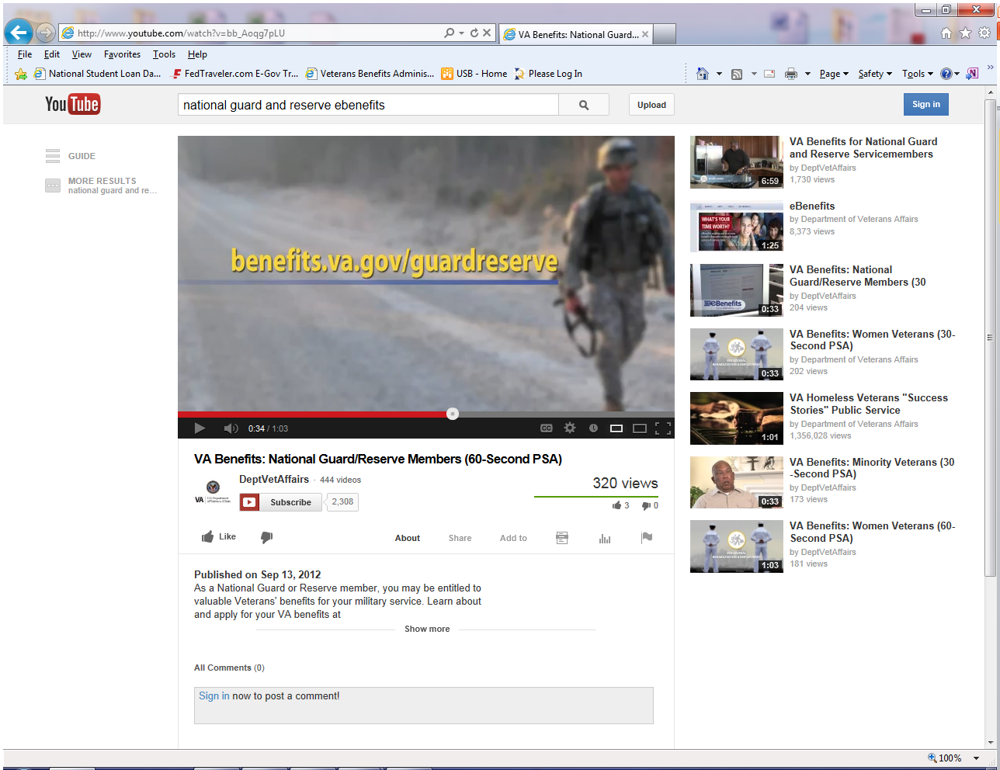 http://www.youtube.com/watch?v=bb_Aoqg7pLU
VA Benefits: National Guard...
File Edit View Favorites Tools Help
National Student Loan Da... FedTraveler.com E-Gov Tr... Veterans Benefits Adminis... USB - Home Please Log In
Page Safety Tools
YouTube
national guard and reserve ebenefits
Upload
Sign in
GUIDE
MORE RESULTS
national guard and re...
benefits.va.gov/guardreserve
0:34 / 1:03
CC
VA Benefits: National Guard/Reserve Members (60-Second PSA)
DeptVetAffairs · 444 videos
VA
Subscribe
2,308
320 views
3 0
Like
About Share Add to
Published on Sep 13, 2012
As a National Guard or Reserve member, you may be entitled to
valuable Veterans' benefits for your military service. Learn about
and apply for your VA benefits at
Show more
All Comments (0)
Sign in now to post a comment!
6:59
VA Benefits for National Guard
and Reserve Servicemembers
by DeptVetAffairs
1,730 views
WHAT'S YOUR
TIME WORTH?
1:25
eBenefits
by Department of Veterans Affairs
8,373 views
eBenefits
0:33
VA Benefits: National
Guard/Reserve Members (30
by DeptVetAffairs
204 views
0:33
VA Benefits: Women Veterans (30-
Second PSA)
by Department of Veterans Affairs
202 views
1:01
VA Homeless Veterans "Success
Stories" Public Service
by Department of Veterans Affairs
1,356,028 views
0:33
VA Benefits: Minority Veterans (30
-Second PSA)
by DeptVetAffairs
173 views
1:03
VA Benefits: Women Veterans (60-
Second PSA)
by DeptVetAffairs
181 views
100%